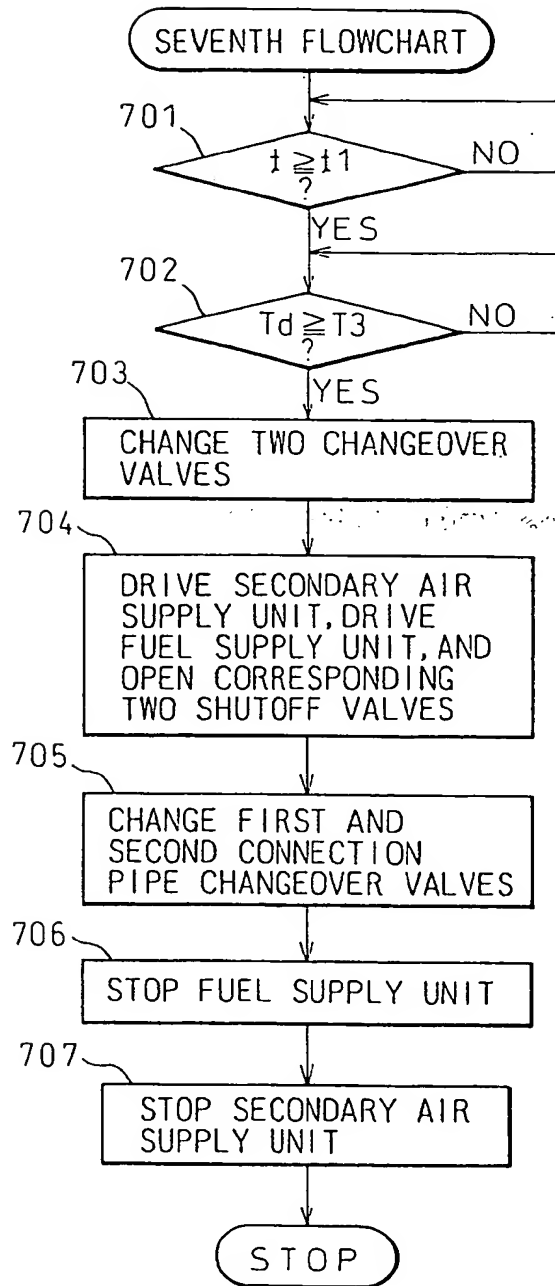 SEVENTH FLOWCHART
701
t ≧ t1
?
NO
YES
702
Td ≧ T3
?
NO
YES
703
CHANGE TWO CHANGEOVER
VALVES
704
DRIVE SECONDARY AIR
SUPPLY UNIT, DRIVE
FUEL SUPPLY UNIT, AND
OPEN CORRESPONDING
TWO SHUTOFF VALVES
705
CHANGE FIRST AND
SECOND CONNECTION
PIPE CHANGEOVER VALVES
706
STOP FUEL SUPPLY UNIT
707
STOP SECONDARY AIR
SUPPLY UNIT
STOP